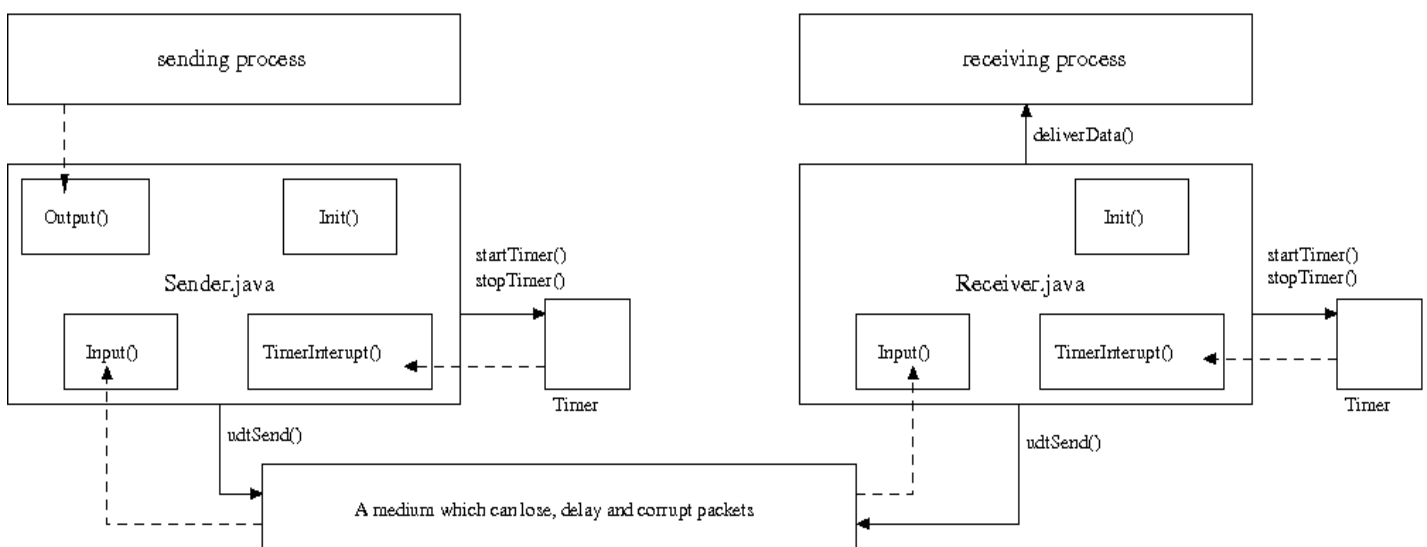 sending process
receiving process
deliverData()
Output()
Init()
Init()
startTimer()
stopTimer()
startTimer()
stopTimer()
Sender.java
Receiver.java
Input()
TimerInterupt()
Input()
TimerInterupt()
Timer
Timer
udtSend()
udtSend()
A medium which can lose, delay and corrupt packets